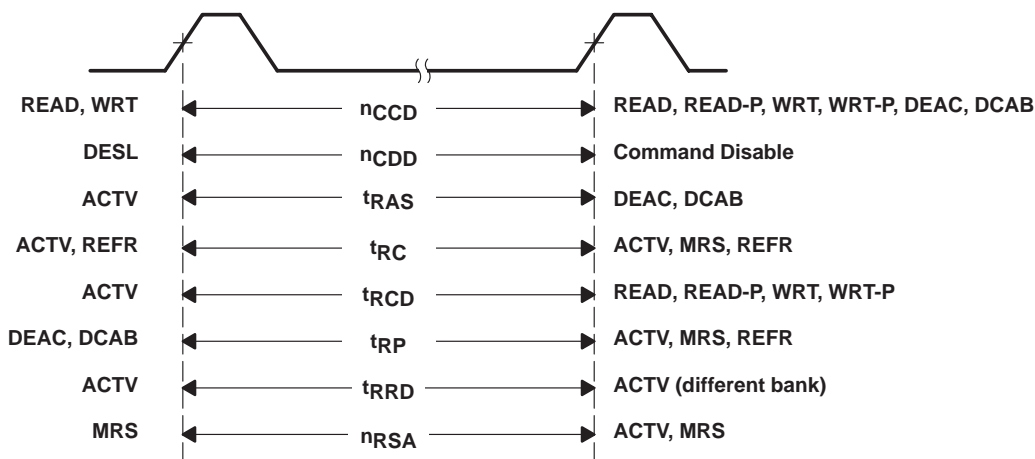 READ, WRT nCCD READ, READ-P, WRT, WRT-P, DEAC, DCAB
DESL nCDD Command Disable
ACTV tRAS DEAC, DCAB
ACTV, REFR tRC ACTV, MRS, REFR
ACTV tRCD READ, READ-P, WRT, WRT-P
DEAC, DCAB tRP ACTV, MRS, REFR
ACTV tRRD ACTV (different bank)
MRS nRSA ACTV, MRS